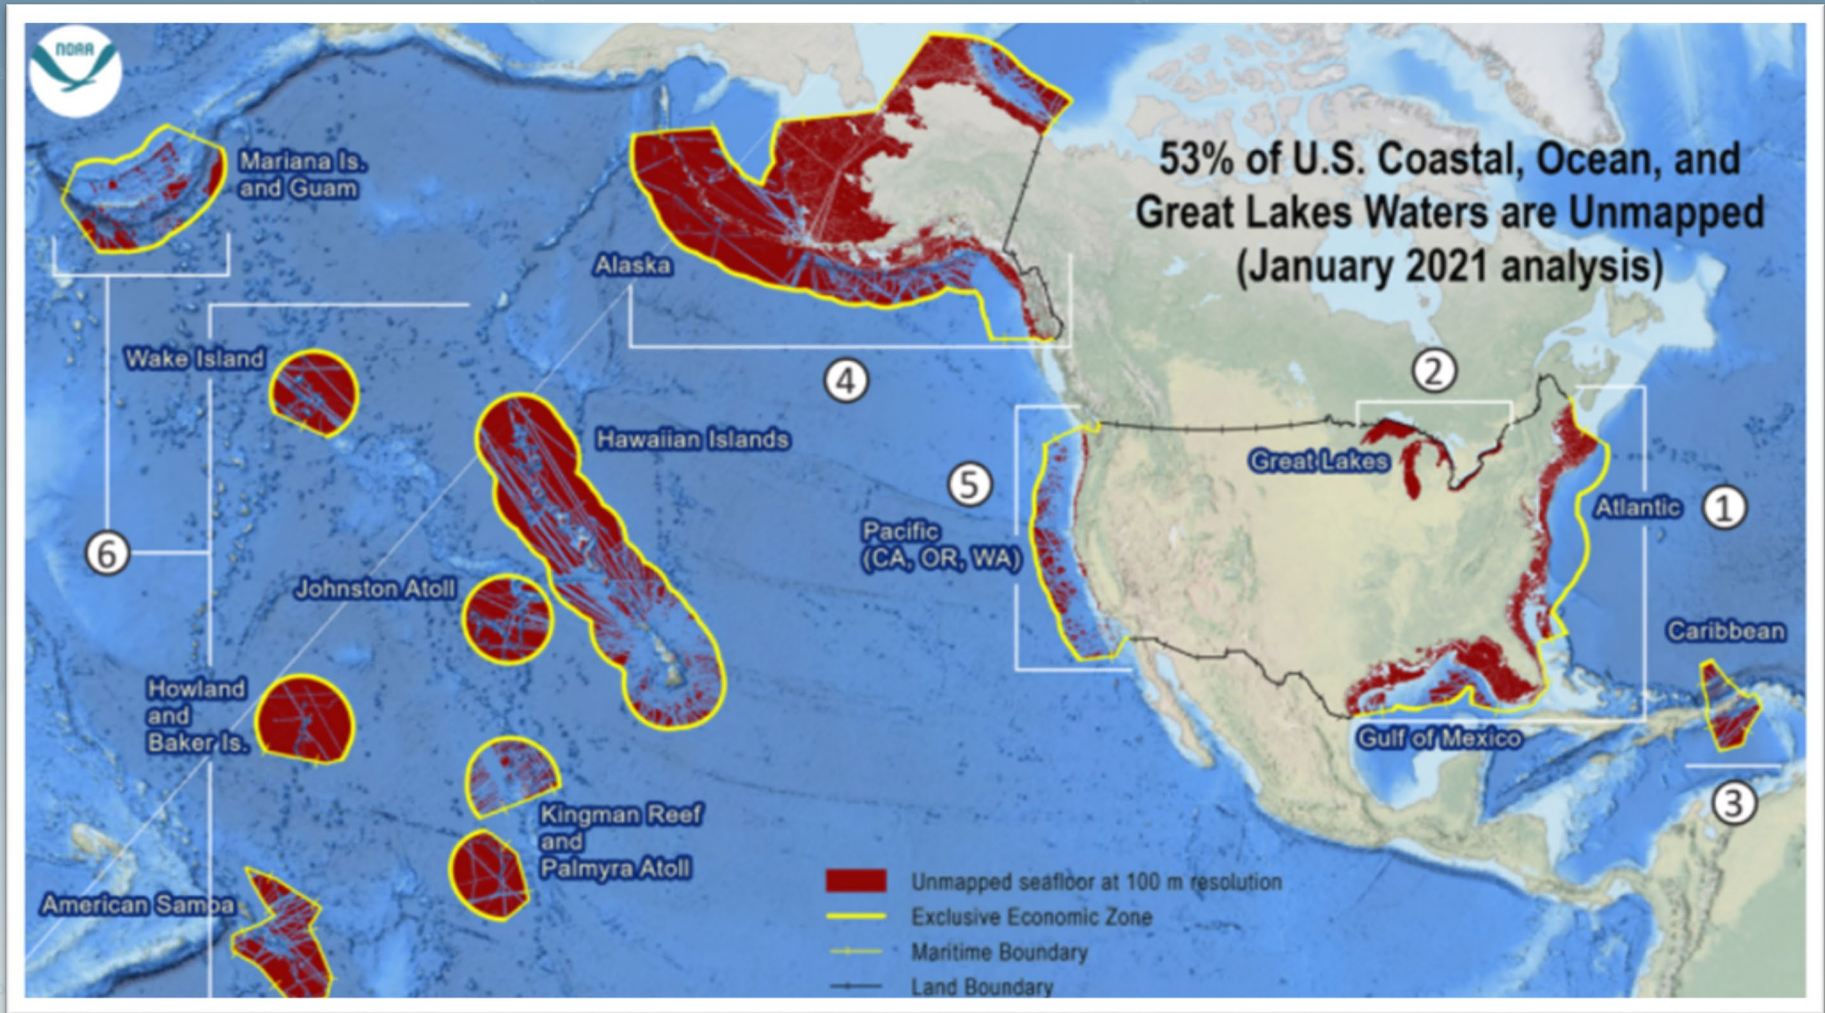 NOAA
53% of U.S. Coastal, Ocean, and
Great Lakes Waters are Unmapped
(January 2021 analysis)
Mariana Is.
and Guam
Alaska
Wake Island
4
2
Hawaiian Islands
Great Lakes
5
Atlantic
1
Pacific
(CA, OR, WA)
6
Johnston Atoll
Caribbean
Howland
and
Baker Is.
Gulf of Mexico
3
Kingman Reef
and
Palmyra Atoll
American Samoa
Unmapped seafloor at 100 m resolution
Exclusive Economic Zone
Maritime Boundary
Land Boundary